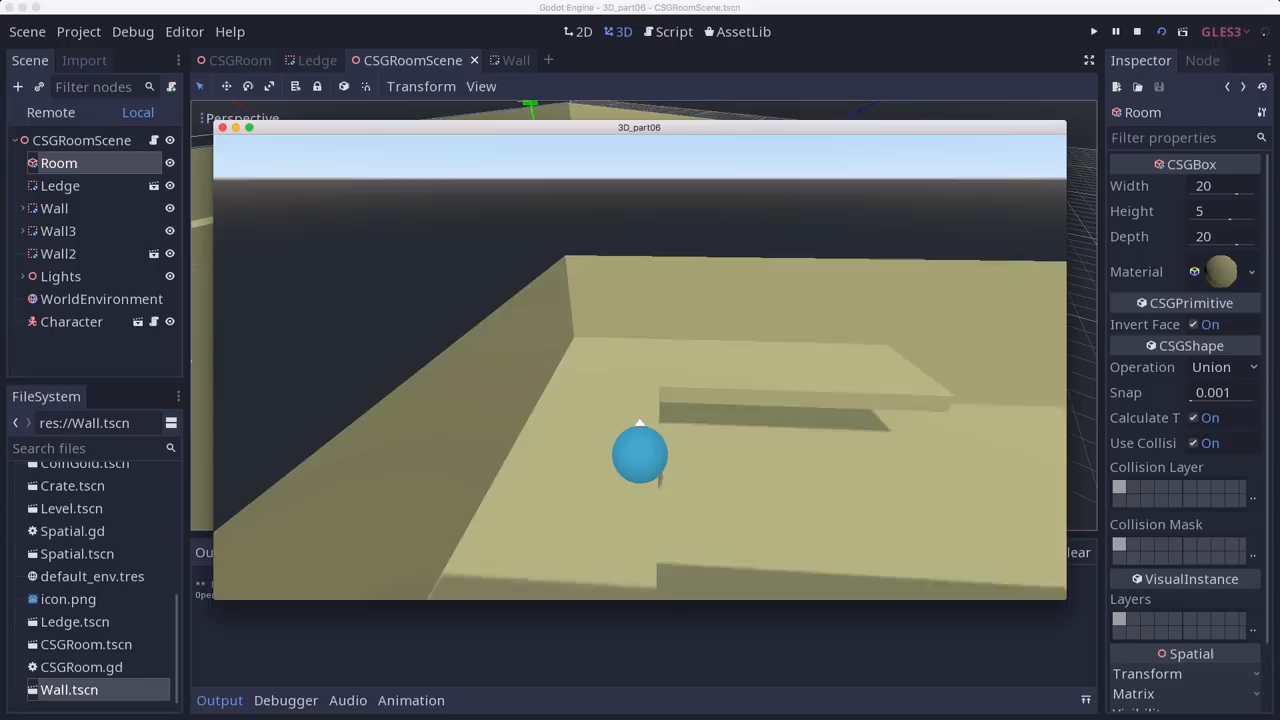 Godot Engine - 3D_part06 - CSGRoomScene.tscn
Scene Project Debug Editor Help
2D 3D Script AssetLib
GLES3
Scene Import
CSGRoom Ledge CSGRoomScene Wall
Inspector Node
Filter nodes
Transform View
Remote Local
Perspective
Room
3D_part06
Filter properties
CSGRoomScene
Room
Ledge
Wall
Wall3
Wall2
Lights
WorldEnvironment
Character
CSGBox
Width 20
Height 5
Depth 20
Material
CSGPrimitive
Invert Face On
CSGShape
Operation Union
Snap 0.001
Calculate T On
Use Collisi On
Collision Layer
Collision Mask
VisualInstance
Layers
Spatial
Transform
Matrix
FileSystem
res://Wall.tscn
Search files
CoinGold.tscn
Crate.tscn
Level.tscn
Spatial.gd
Spatial.tscn
default_env.tres
icon.png
Ledge.tscn
CSGRoom.tscn
CSGRoom.gd
Wall.tscn
Ou lear
Ope
Output Debugger Audio Animation